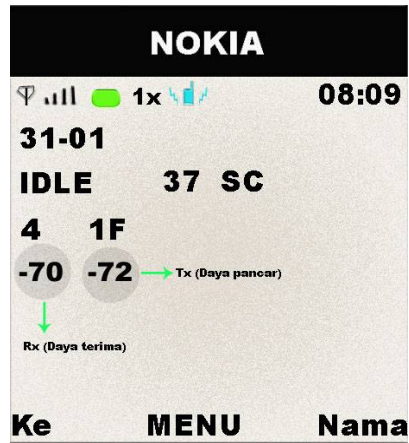 NOKIA
1x 08:09
31-01
IDLE 37 SC
4 1F
-70 -72 Tx (Daya pancar)
Rx (Daya terima)
Ke MENU Nama